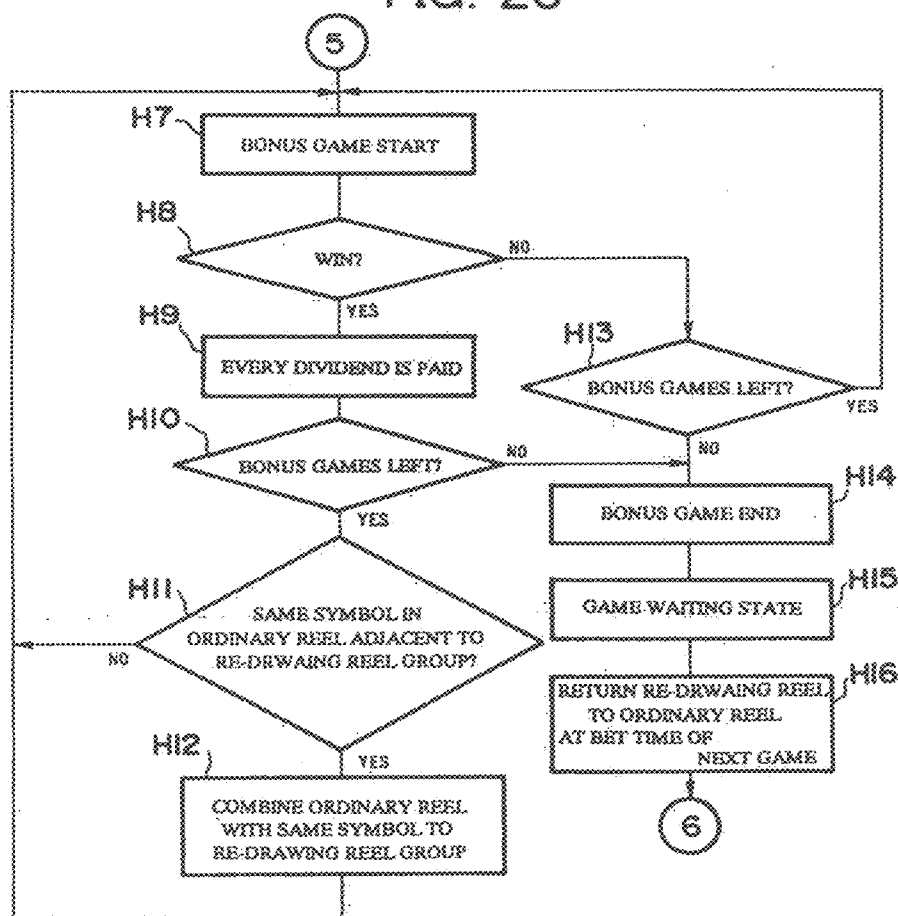 5
H7
BONUS GAME START
H8
WIN?
NO
YES
H9
EVERY DIVIDEND IS PAID
H13
BONUS GAMES LEFT?
YES
NO
H10
BONUS GAMES LEFT?
NO
YES
H14
BONUS GAME END
H11
SAME SYMBOL IN
ORDINARY REEL ADJACENT TO
RE-DRWAING REEL GROUP?
NO
YES
H15
GAME WAITING STATE
H16
RETURN RE-DRWAING REEL
TO ORDINARY REEL
AT BET TIME OF
NEXT GAME
H12
COMBINE ORDINARY REEL
WITH SAME SYMBOL TO
RE-DRAWING REEL GROUP
6